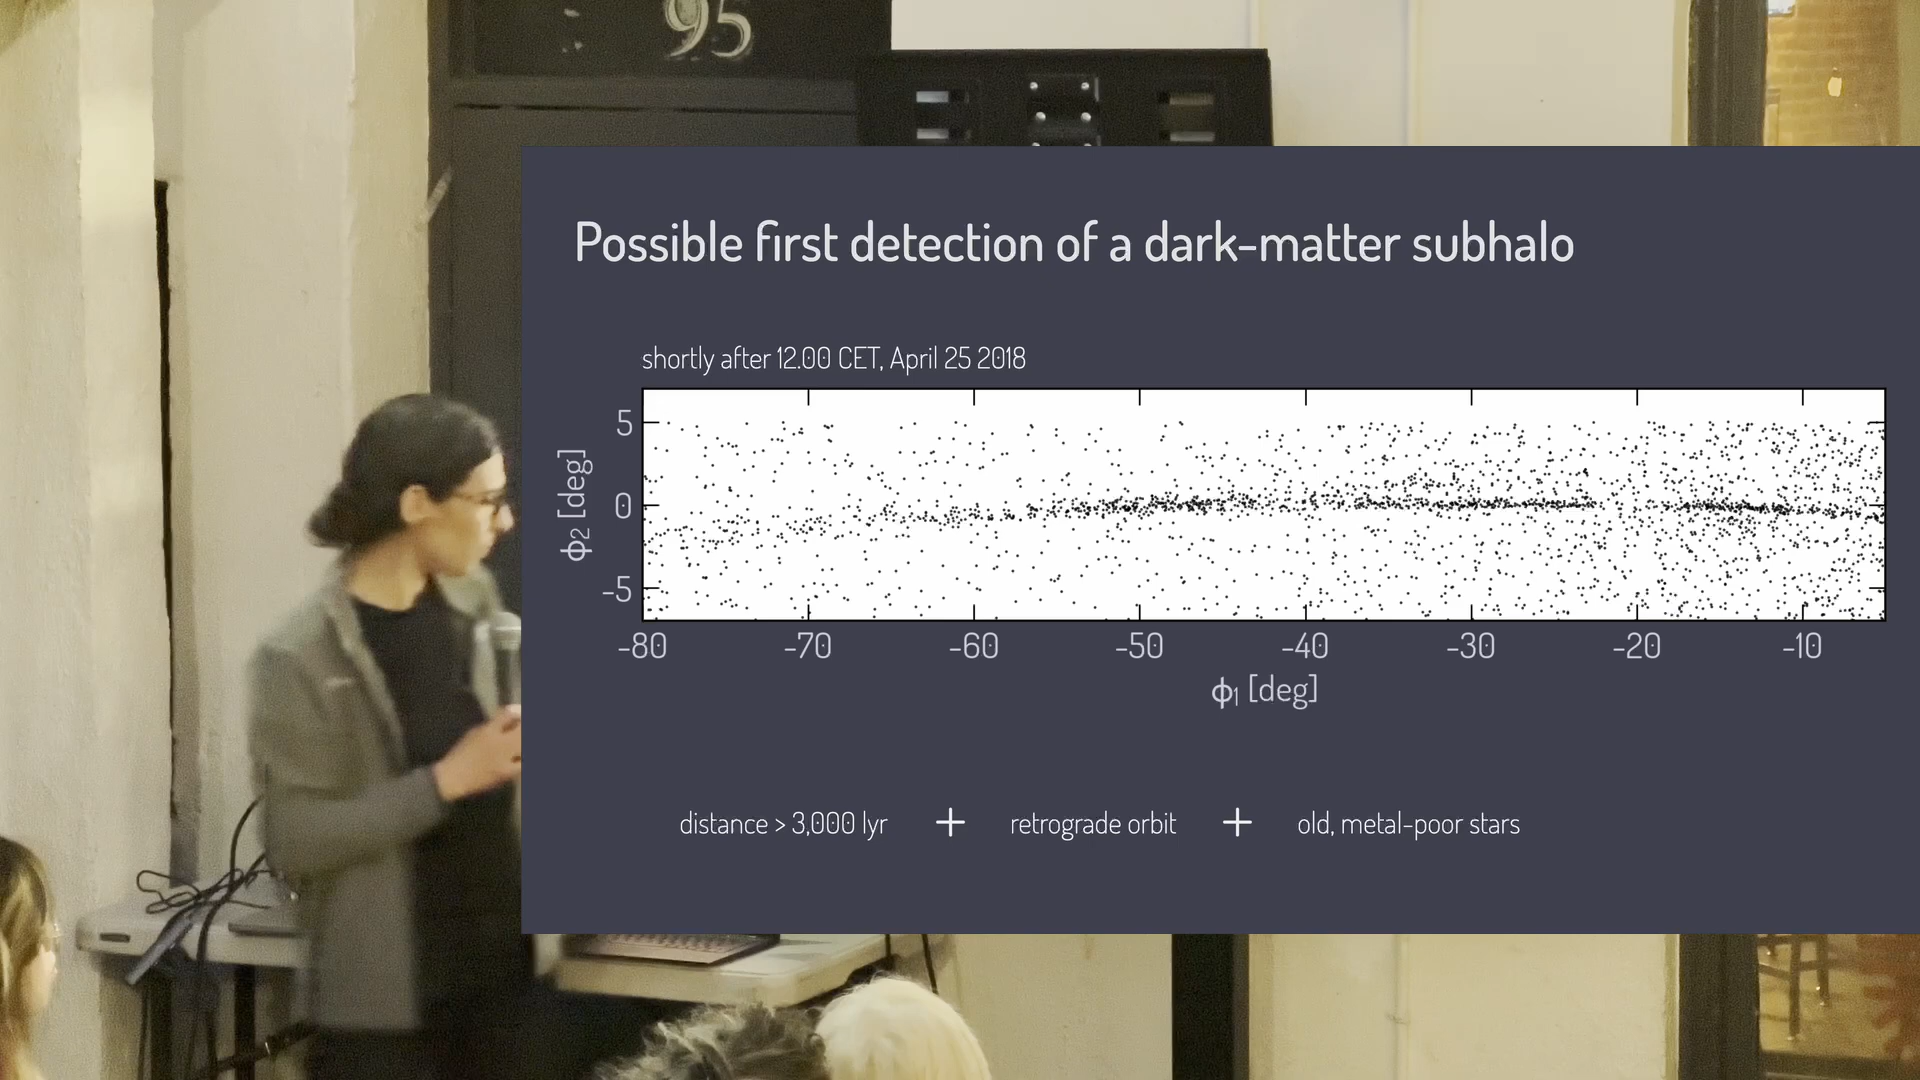 95
Possible first detection of a dark-matter subhalo
shortly after 12.00 CET, April 25 2018
5
0
-5
ϕ2 [deg]
-80 -70 -60 -50 -40 -30 -20 -10
ϕ1 [deg]
distance > 3,000 lyr + retrograde orbit + old, metal-poor stars